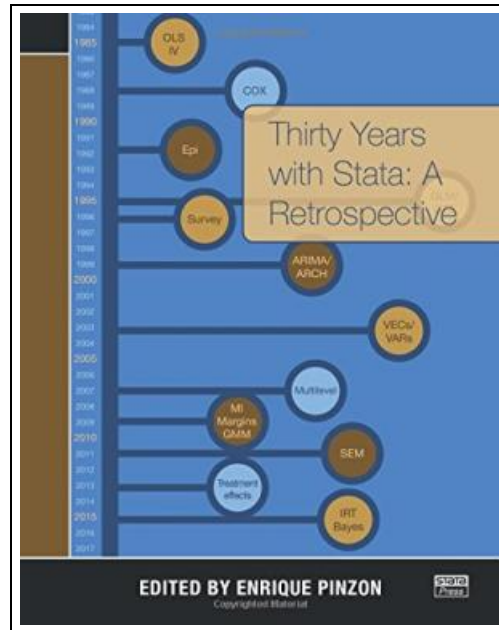 1984
1985
1986
1987
1988
1989
1990
1991
1992
1993
1994
1995
1996
1997
1998
1999
2000
2001
2002
2003
2004
2005
2006
2007
2008
2009
2010
2011
2012
2013
2014
2015
2016
2017
OLS
IV
COX
Thirty Years
with Stata: A
Retrospective
Epi
Survey
ARIMA/
ARCH
VECs/
VARs
Multilevel
MI
Margins
GMM
SEM
Treatment
effects
IRT
Bayes
EDITED BY ENRIQUE PINZON
Copyrighted Material
STATA
Press